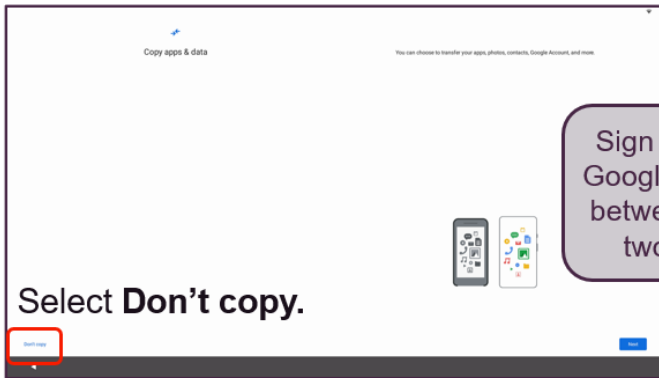 Copy apps & data
You can choose to transfer your apps, photos, contacts, Google Account, and more.
Sign
Googl
betwe
two
Select Don't copy.
Don't copy
Next